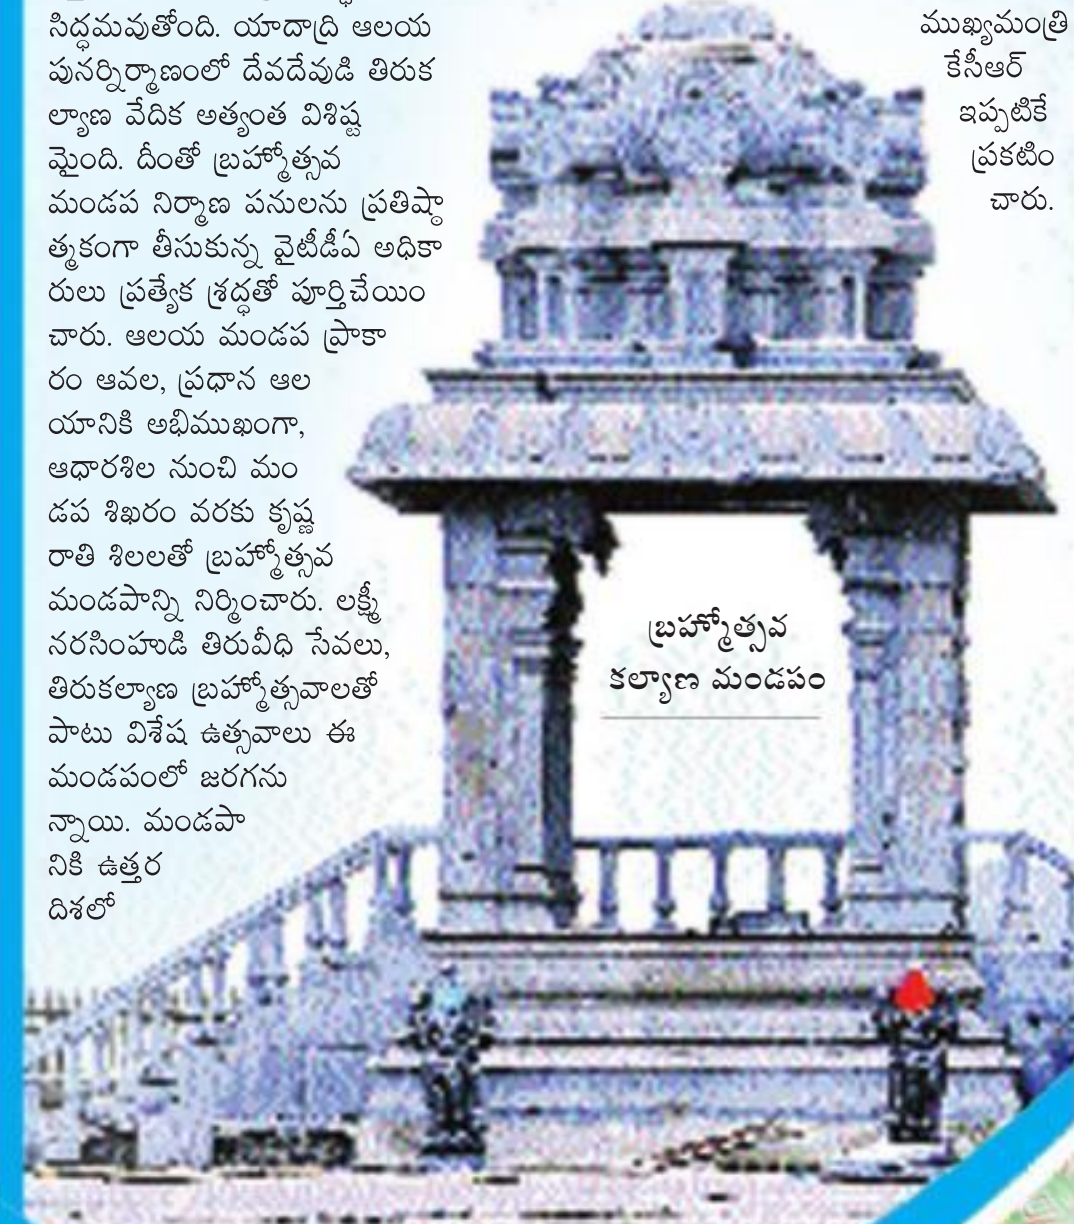 సిద్ధమవుతోంది. యాదాద్రి ఆలయ
పునర్నిర్మాణంలో దేవదేవుడి తిరుక
ల్యాణ వేదిక అత్యంత విశిష్ట
మైంది. దీంతో బ్రహ్మోత్సవ
మండప నిర్మాణ పనులను ప్రతిష్ఠా
త్మకంగా తీసుకున్న వైటీడీఏ అధికా
రులు ప్రత్యేక శ్రద్ధతో పూర్తిచేయిం
చారు. ఆలయ మండప ప్రాకా
రం ఆవల, ప్రధాన ఆల
యానికి అభిముఖంగా,
ఆధారశిల నుంచి మం
డప శిఖరం వరకు కృష్ణ
రాతి శిలలతో బ్రహ్మోత్సవ
మండపాన్ని నిర్మించారు. లక్ష్మీ
నరసింహుడి తిరువీధి సేవలు,
తిరుకల్యాణ బ్రహ్మోత్సవాలతో
పాటు విశేష ఉత్సవాలు ఈ
మండపంలో జరగను
న్నాయి. మండపా
నికి ఉత్తర
దిశలో
ముఖ్యమంత్రి
కేసీఆర్
ఇప్పటికే
ప్రకటిం
చారు.
బ్రహ్మోత్సవ
కల్యాణ మండపం